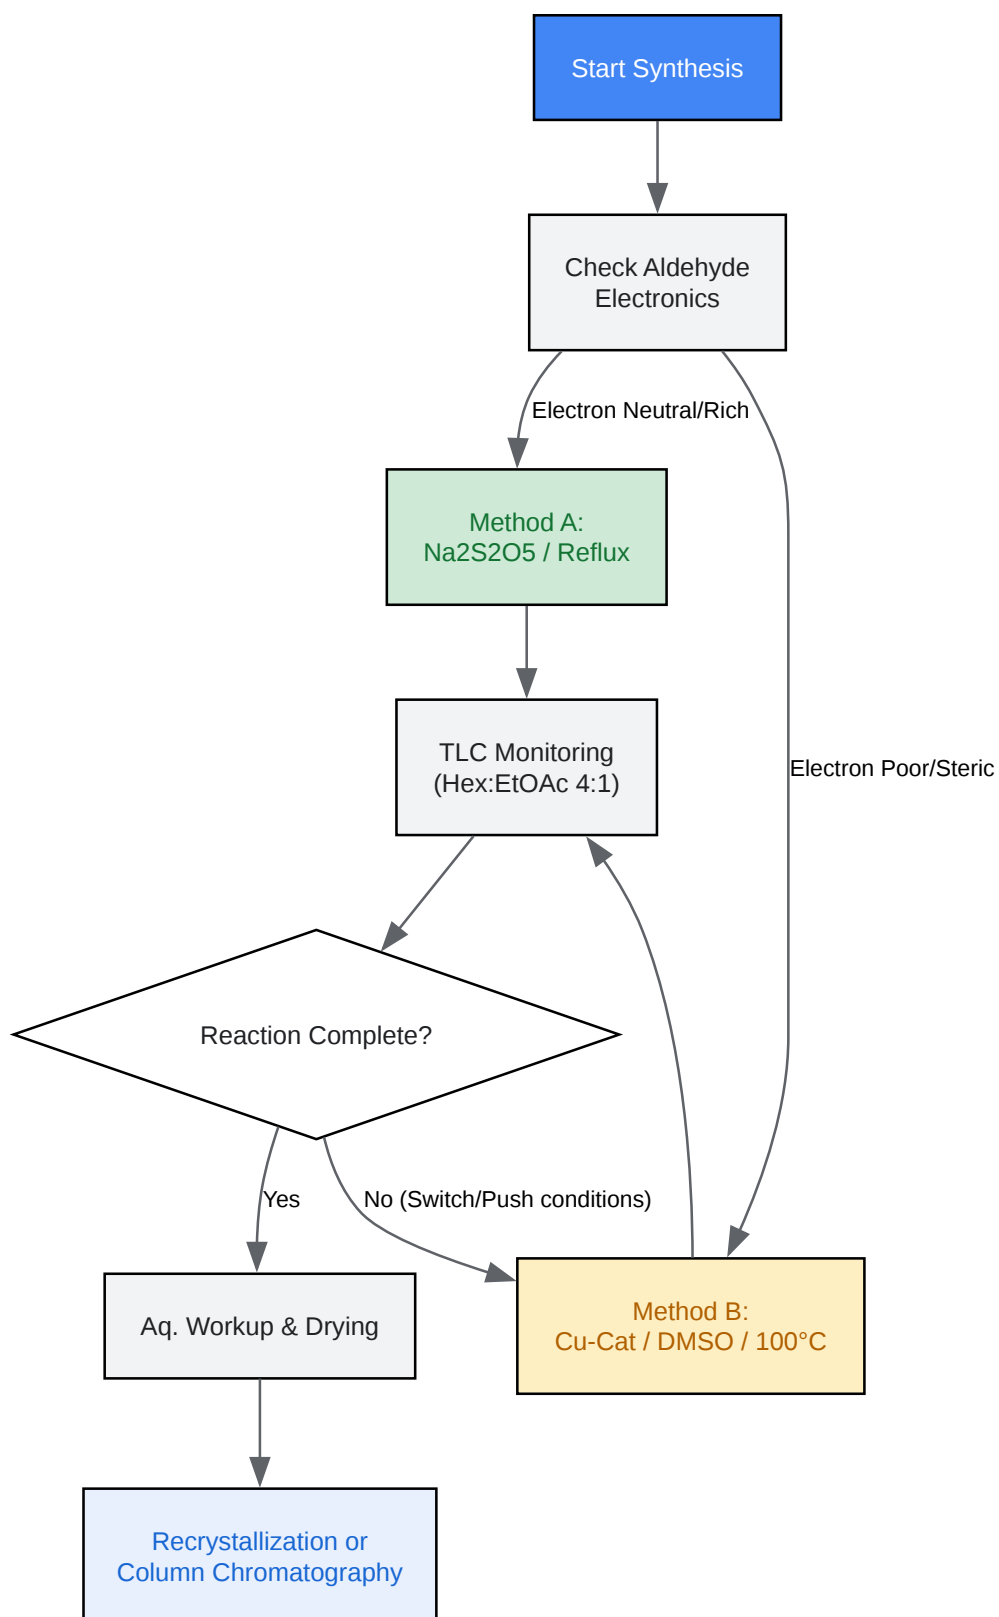 Start Synthesis
Check Aldehyde
Electronics
Electron Neutral/Rich
Method A:
Na2S2O5 / Reflux
TLC Monitoring
(Hex:EtOAc 4:1)
Electron Poor/Steric
Reaction Complete?
Yes
No (Switch/Push conditions)
Aq. Workup & Drying
Method B:
Cu-Cat / DMSO / 100°C
Recrystallization or
Column Chromatography